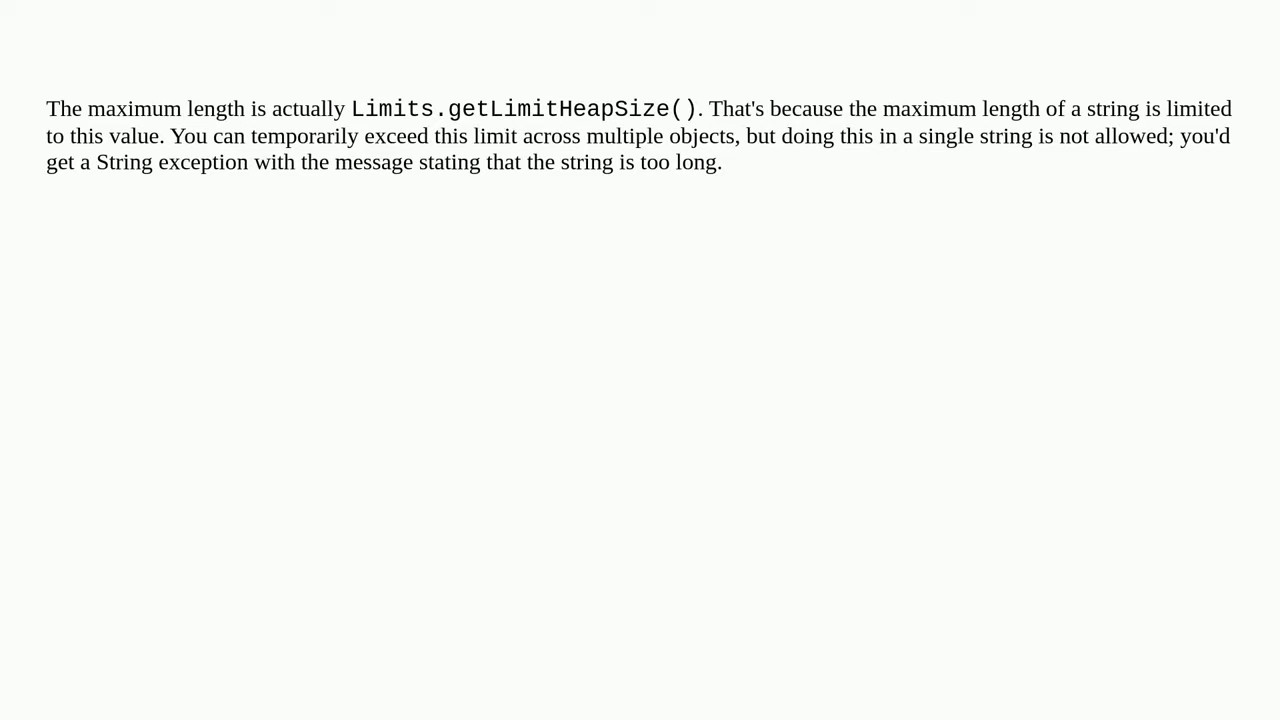 The maximum length is actually Limits.getLimitHeapSize(). That's because the maximum length of a string is limited
to this value. You can temporarily exceed this limit across multiple objects, but doing this in a single string is not allowed; you'd
get a String exception with the message stating that the string is too long.